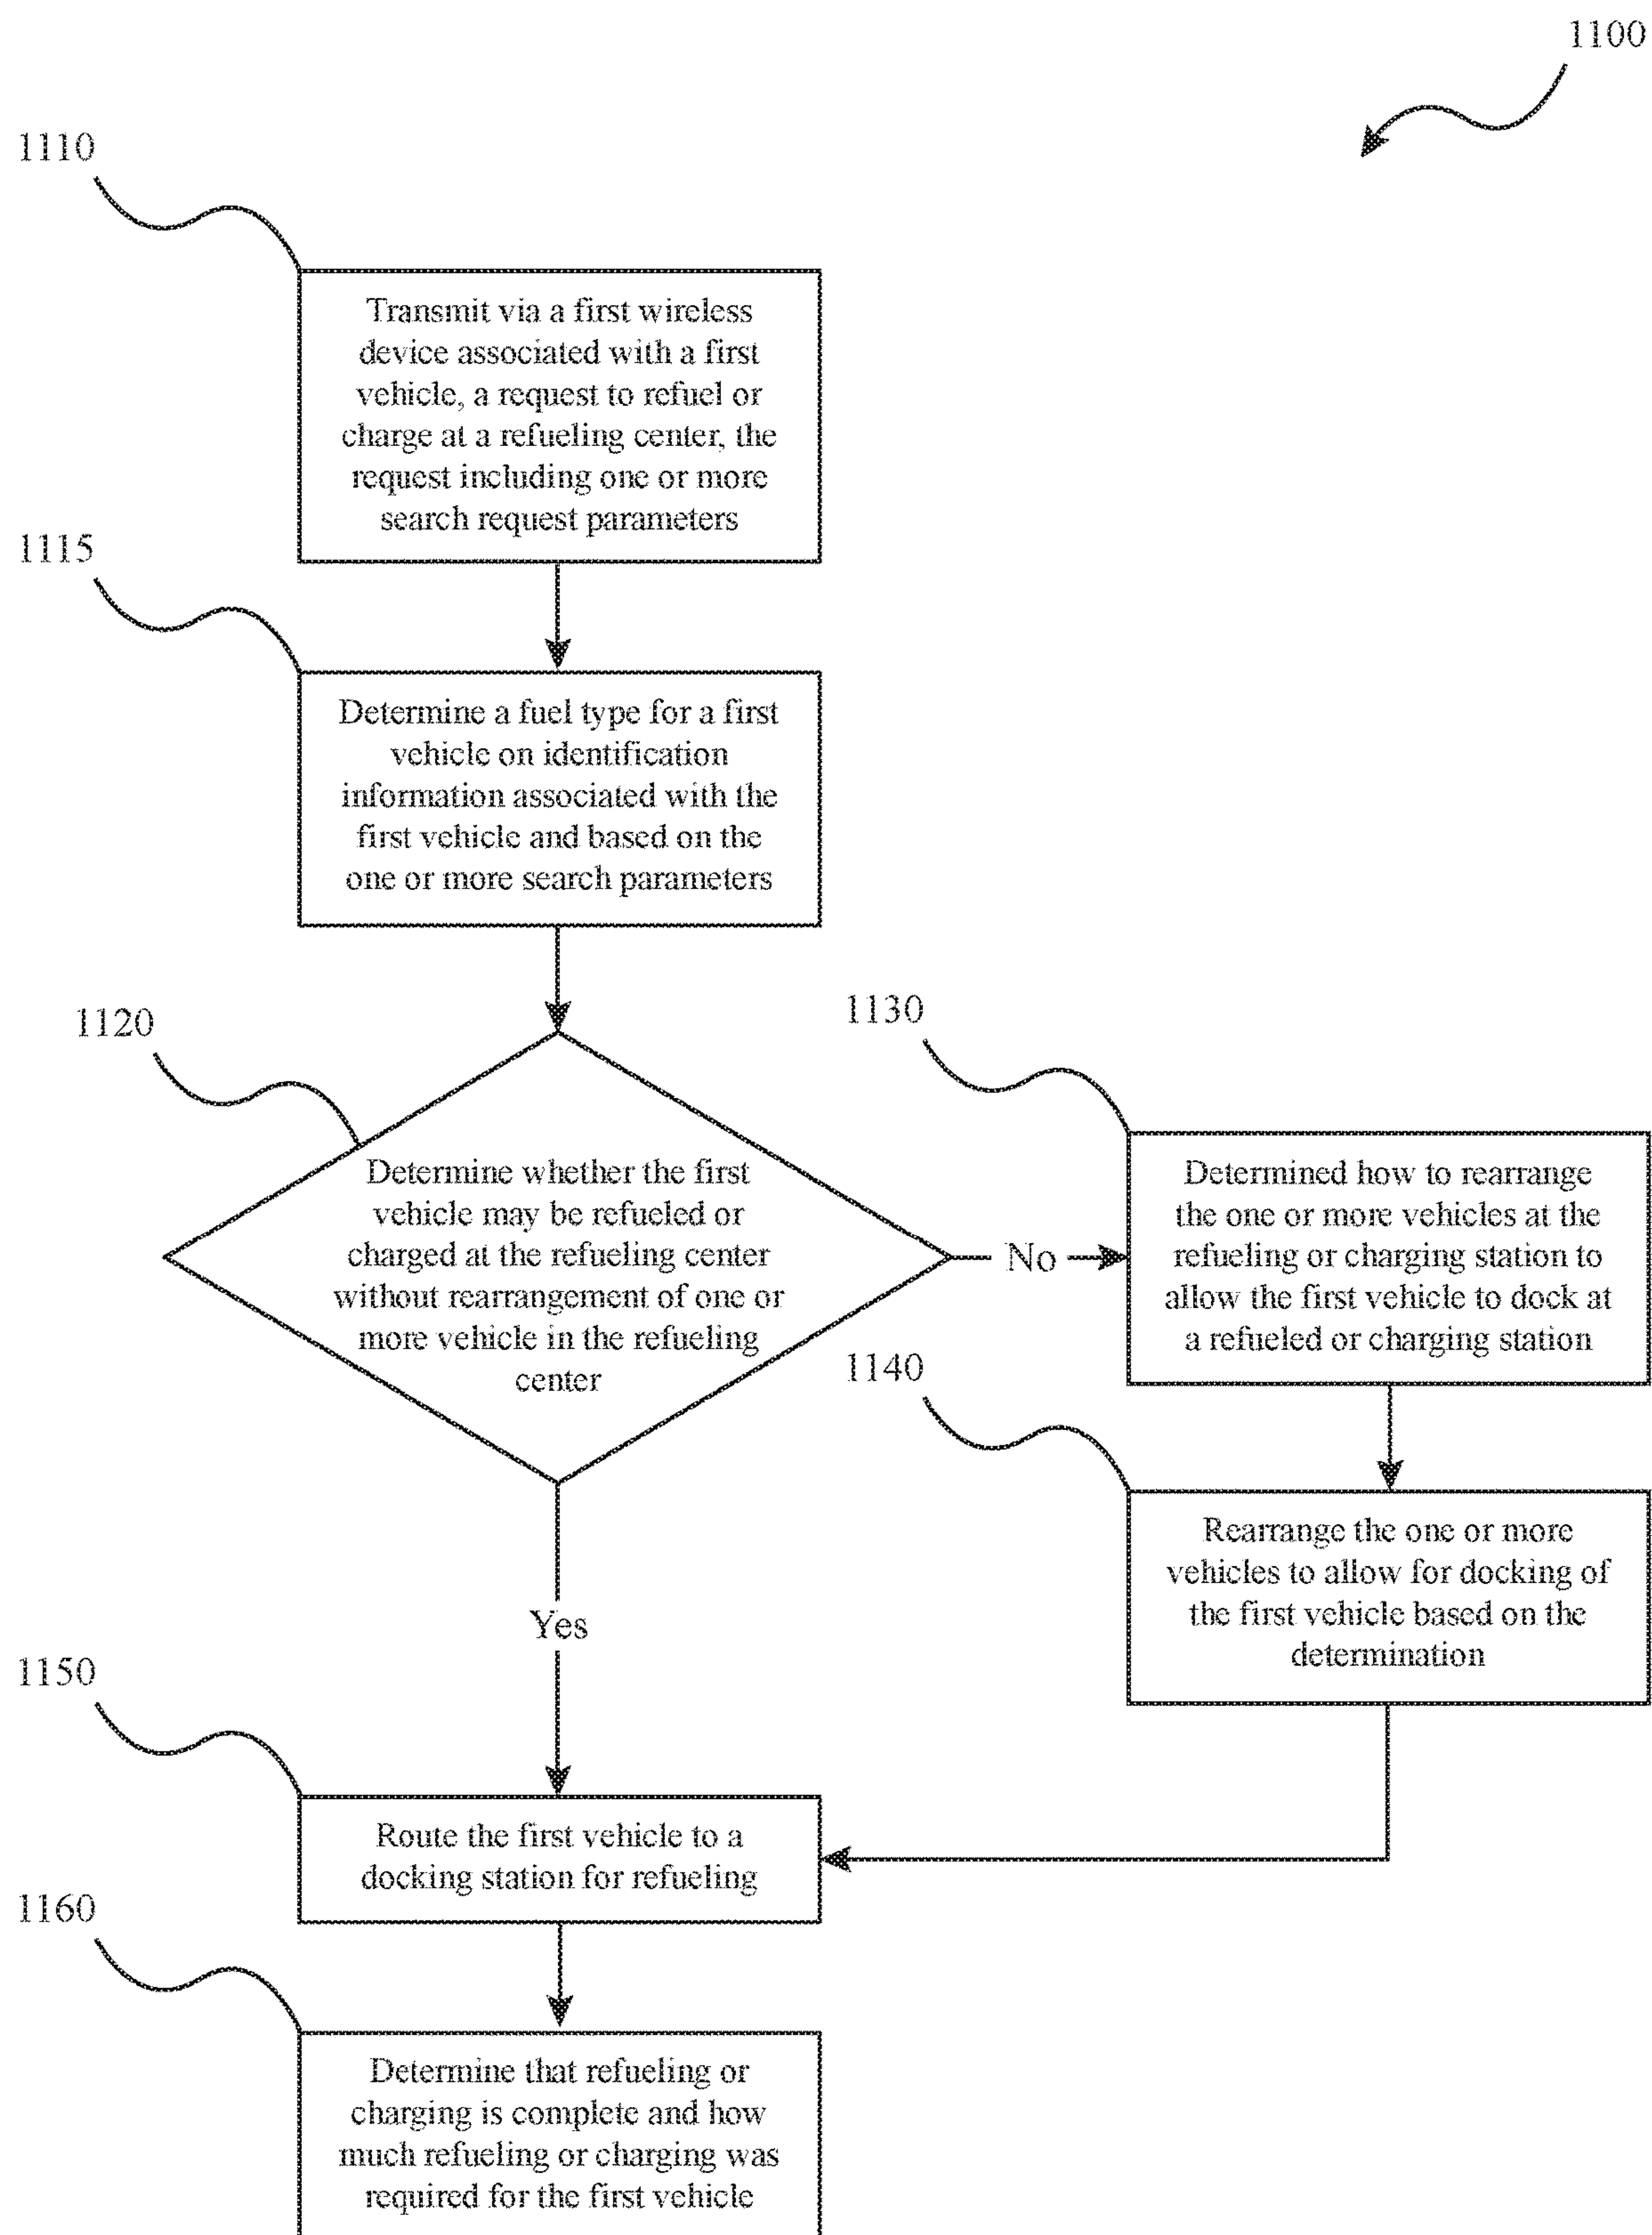 1100
1110
Transmit via a first wireless
device associated with a first
vehicle, a request to refuel or
charge at a refueling center, the
request including one or more
search request parameters
1115
Determine a fuel type for a first
vehicle on identification
information associated with the
first vehicle and based on the
one or more search parameters
1120
Determine whether the first
vehicle may be refueled or
charged at the refueling center
without rearrangement of one or
more vehicle in the refueling
center
No
1130
Determined how to rearrange
the one or more vehicles at the
refueling or charging station to
allow the first vehicle to dock at
a refueled or charging station
1140
Rearrange the one or more
vehicles to allow for docking of
the first vehicle based on the
determination
Yes
1150
Route the first vehicle to a
docking station for refueling
1160
Determine that refueling or
charging is complete and how
much refueling or charging was
required for the first vehicle